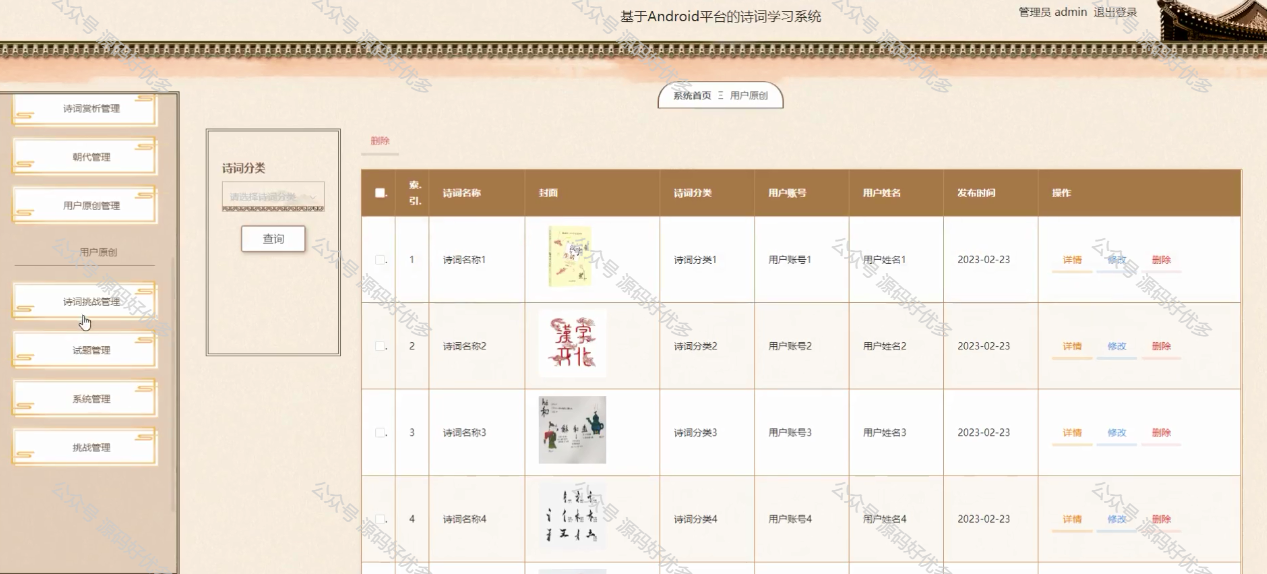 基于Android平台的诗词学习系统
管理员 admin 退出登录
诗词赏析管理
朝代管理
用户原创管理
用户原创
诗词挑战管理
试题管理
系统管理
挑战管理
系统首页 Ξ 用户原创
诗词分类
请选择诗词分类
查询
删除
索. 引. 诗词名称 封面 诗词分类 用户账号 用户姓名 发布时间 操作
1 诗词名称1 诗词分类1 用户账号1 用户姓名1 2023-02-23 详情 修改 删除
2 诗词名称2 漢字文化 诗词分类2 用户账号2 用户姓名2 2023-02-23 详情 修改 删除
3 诗词名称3 诗词分类3 用户账号3 用户姓名3 2023-02-23 详情 修改 删除
4 诗词名称4 诗词分类4 用户账号4 用户姓名4 2023-02-23 详情 修改 删除
公众号 源码好优多